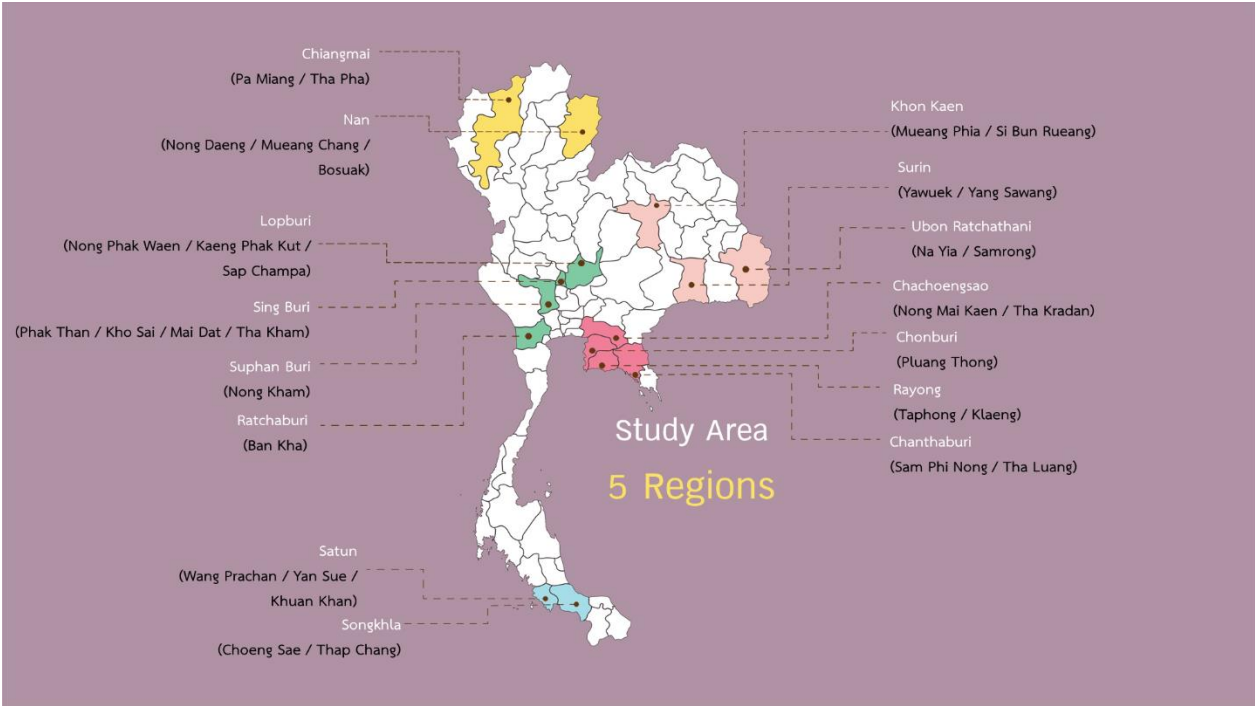 Chiangmai
(Pa Miang / Tha Pha)
Nan
(Nong Daeng / Mueang Chang /
Bosuak)
Lopburi
(Nong Phak Waen / Kaeng Phak Kut /
Sap Champa)
Sing Buri
(Phak Than / Kho Sai / Mai Dat / Tha Kham)
Suphan Buri
(Nong Kham)
Ratchaburi
(Ban Kha)
Satun
(Wang Prachan / Yan Sue /
Khuan Khan)
Songkhla
(Choeng Sae / Thap Chang)
Khon Kaen
(Mueang Phia / Si Bun Rueang)
Surin
(Yawuek / Yang Sawang)
Ubon Ratchathani
(Na Yia / Samrong)
Chachoengsao
(Nong Mai Kaen / Tha Kradan)
Chonburi
(Pluang Thong)
Rayong
(Taphong / Klaeng)
Chanthaburi
(Sam Phi Nong / Tha Luang)
Study Area
5 Regions